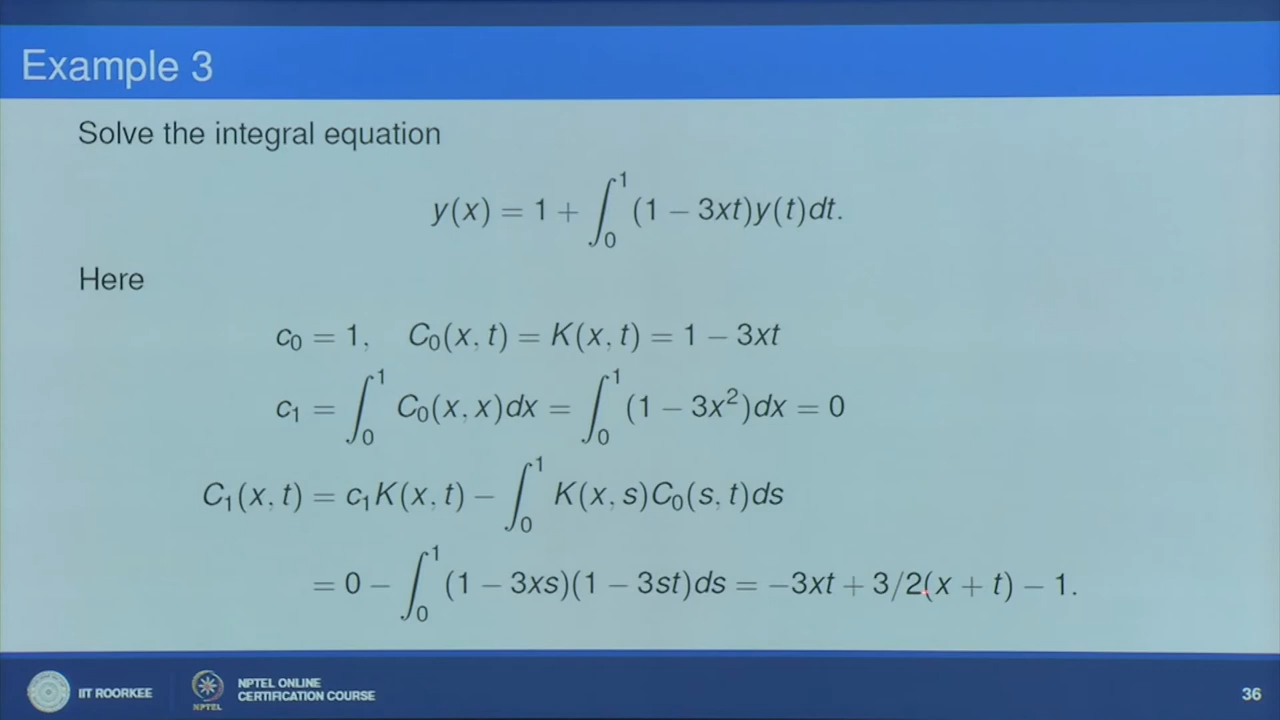 Example 3
Solve the integral equation
y(x) = 1 + ∫₀¹ (1 − 3xt)y(t)dt.
Here
c₀ = 1, C₀(x, t) = K(x, t) = 1 − 3xt
c₁ = ∫₀¹ C₀(x, x)dx = ∫₀¹ (1 − 3x²)dx = 0
C₁(x, t) = c₁K(x, t) − ∫₀¹ K(x, s)C₀(s, t)ds
= 0 − ∫₀¹ (1 − 3xs)(1 − 3st)ds = −3xt + 3/2(x + t) − 1.
IIT ROORKEE
NPTEL
NPTEL ONLINE
CERTIFICATION COURSE
36